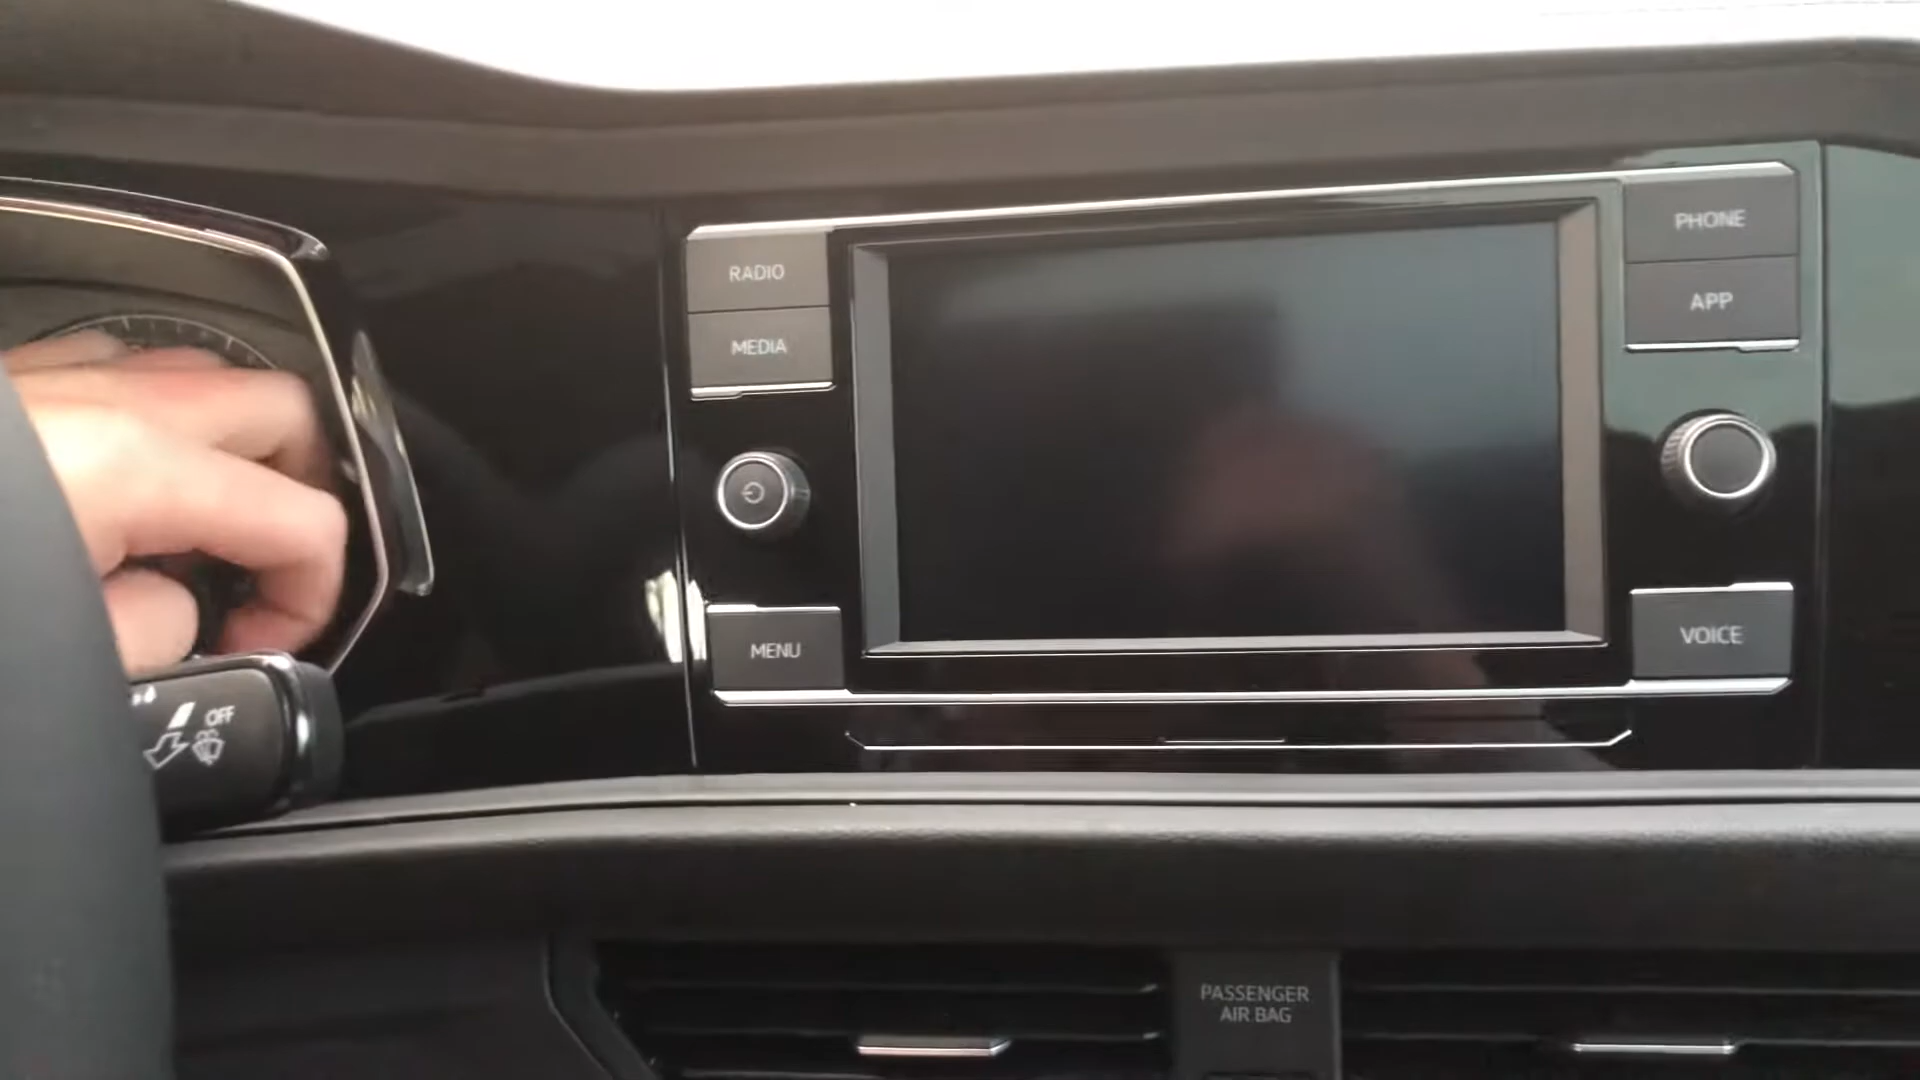 RADIO
MEDIA
MENU
PHONE
APP
VOICE
OFF
PASSENGER
AIR BAG